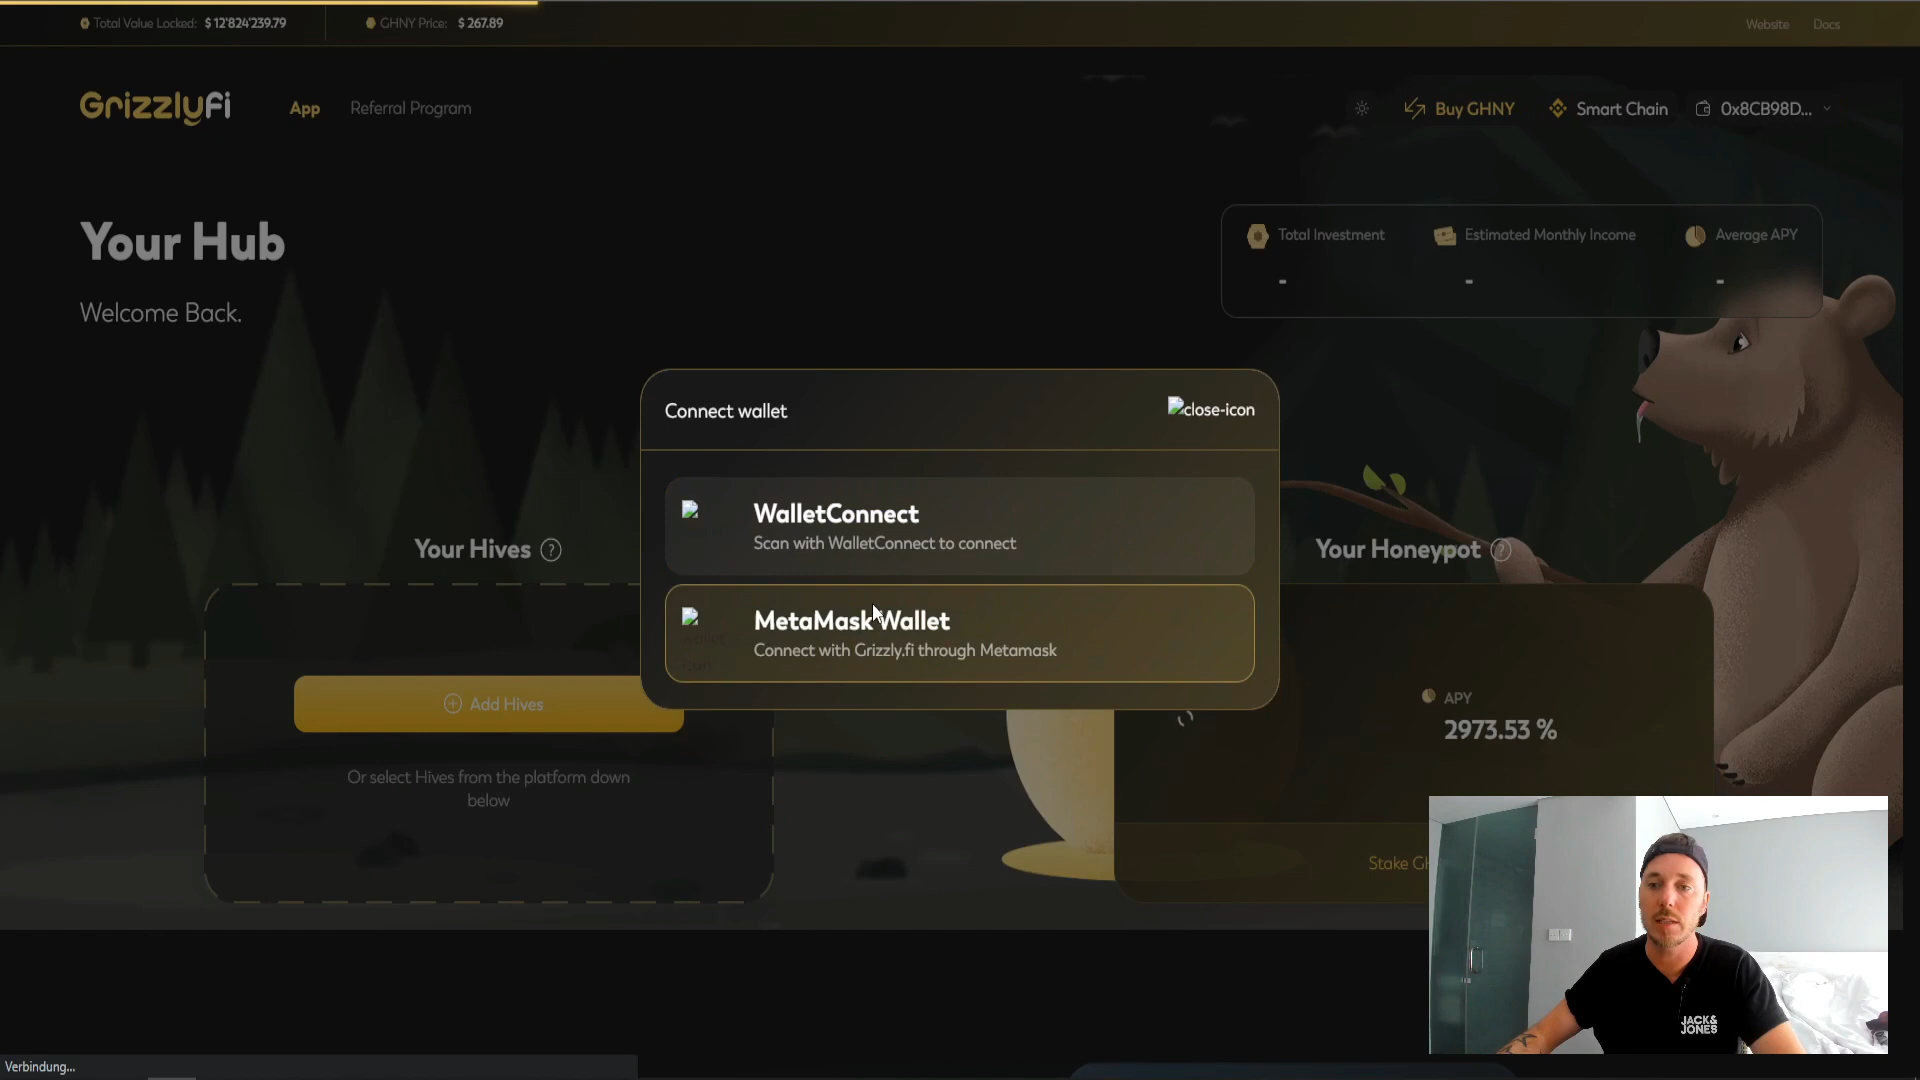 Total Value Locked: $ 12'824'239.79
GHNY Price: $ 267.89
Website Docs
Grizzlyfi
App
Referral Program
Buy GHNY
Smart Chain
0x8CB98D...
Your Hub
Welcome Back.
Total Investment
Estimated Monthly Income
Average APY
-
-
-
Connect wallet
close-icon
WalletConnect
Scan with WalletConnect to connect
MetaMask Wallet
Connect with Grizzly.fi through Metamask
Your Hives ?
Your Honeypot ?
Add Hives
Or select Hives from the platform down
below
APY
2973.53 %
Stake
JACK&
JONES
Verbindung...